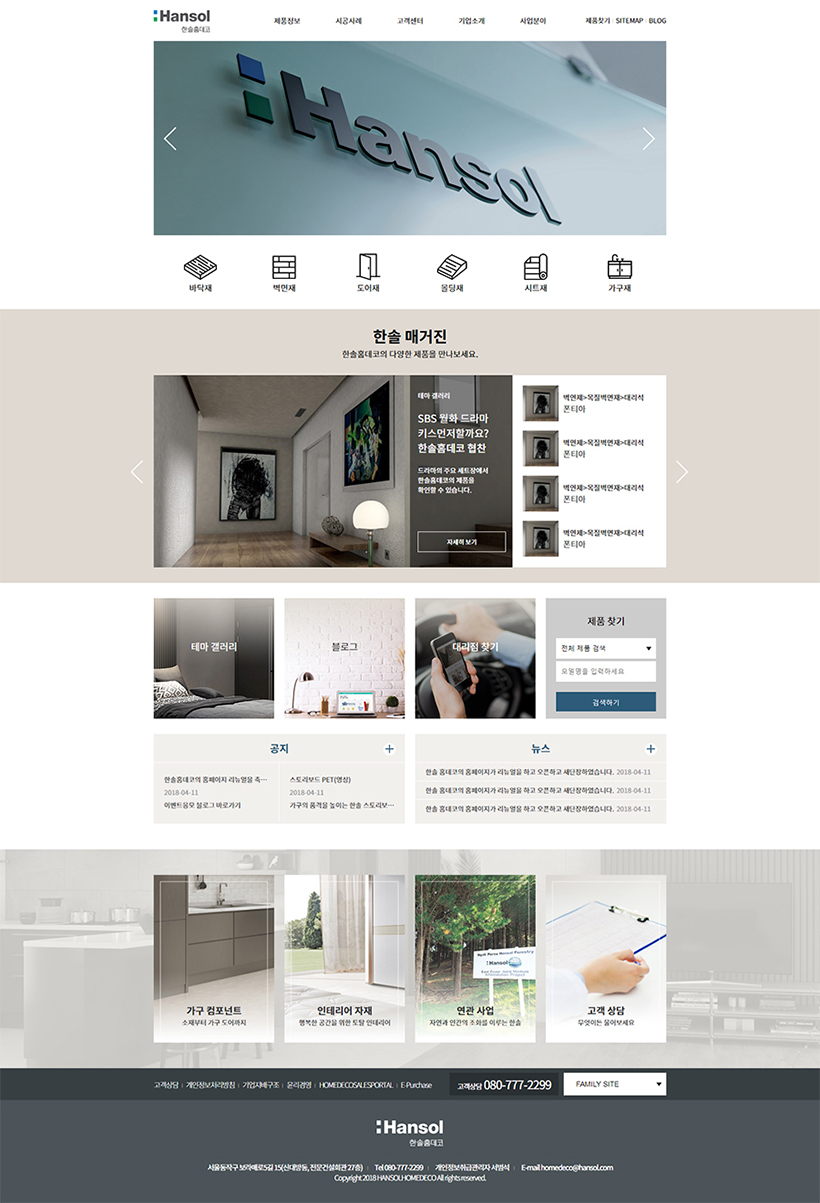 Hansol
한솔홈데코
제품정보 시공사례 고객센터 기업소개 사업분야 제품찾기 | SITEMAP | BLOG
Hansol
바닥재 벽면재 도어재 몰딩재 시트재 가구재
한솔 매거진
한솔홈데코의 다양한 제품을 만나보세요.
테마 갤러리
SBS 월화 드라마
키스먼저할까요?
한솔홈데코 협찬
드라마의 주요 세트장에서
한솔홈데코의 제품을
확인할 수 있습니다.
자세히 보기
벽면재>목질벽면재>대리석
폰티아
벽면재>목질벽면재>대리석
폰티아
벽면재>목질벽면재>대리석
폰티아
벽면재>목질벽면재>대리석
폰티아
테마 갤러리
블로그
대리점 찾기
제품 찾기
전체 제품 검색
모델명을 입력하세요
검색하기
공지 +
한솔홈데코의 홈페이지 리뉴얼을 축···
2018-04-11
이벤트응모 블로그 바로가기
스토리보드 PET(영상)
2018-04-11
가구의 품격을 높이는 한솔 스토리보···
뉴스 +
한솔 홈데코의 홈페이지가 리뉴얼을 하고 오픈하고 새단장하였습니다. 2018-04-11
한솔 홈데코의 홈페이지가 리뉴얼을 하고 오픈하고 새단장하였습니다. 2018-04-11
한솔 홈데코의 홈페이지가 리뉴얼을 하고 오픈하고 새단장하였습니다. 2018-04-11
가구 컴포넌트
소재부터 가구 도어까지
인테리어 자재
행복한 공간을 위한 토탈 인테리어
Hansol
연관 사업
자연과 인간의 조화를 이루는 한솔
고객 상담
무엇이든 물어보세요
고객상담 | 개인정보처리방침 | 기업지배구조 | 윤리경영 | HOMEDECOSALESPORTAL | E-Purchase
고객상담 080-777-2299
FAMILY SITE
Hansol
한솔홈데코
서울동작구 보라매로5길 15(신대방동, 전문건설회관 27층) | Tel 080-777-2299 | 개인정보취급관리자 서범석 | E-mail homedeco@hansol.com
Copyright 2018 HANSOLHOMEDECO All rights reserved.